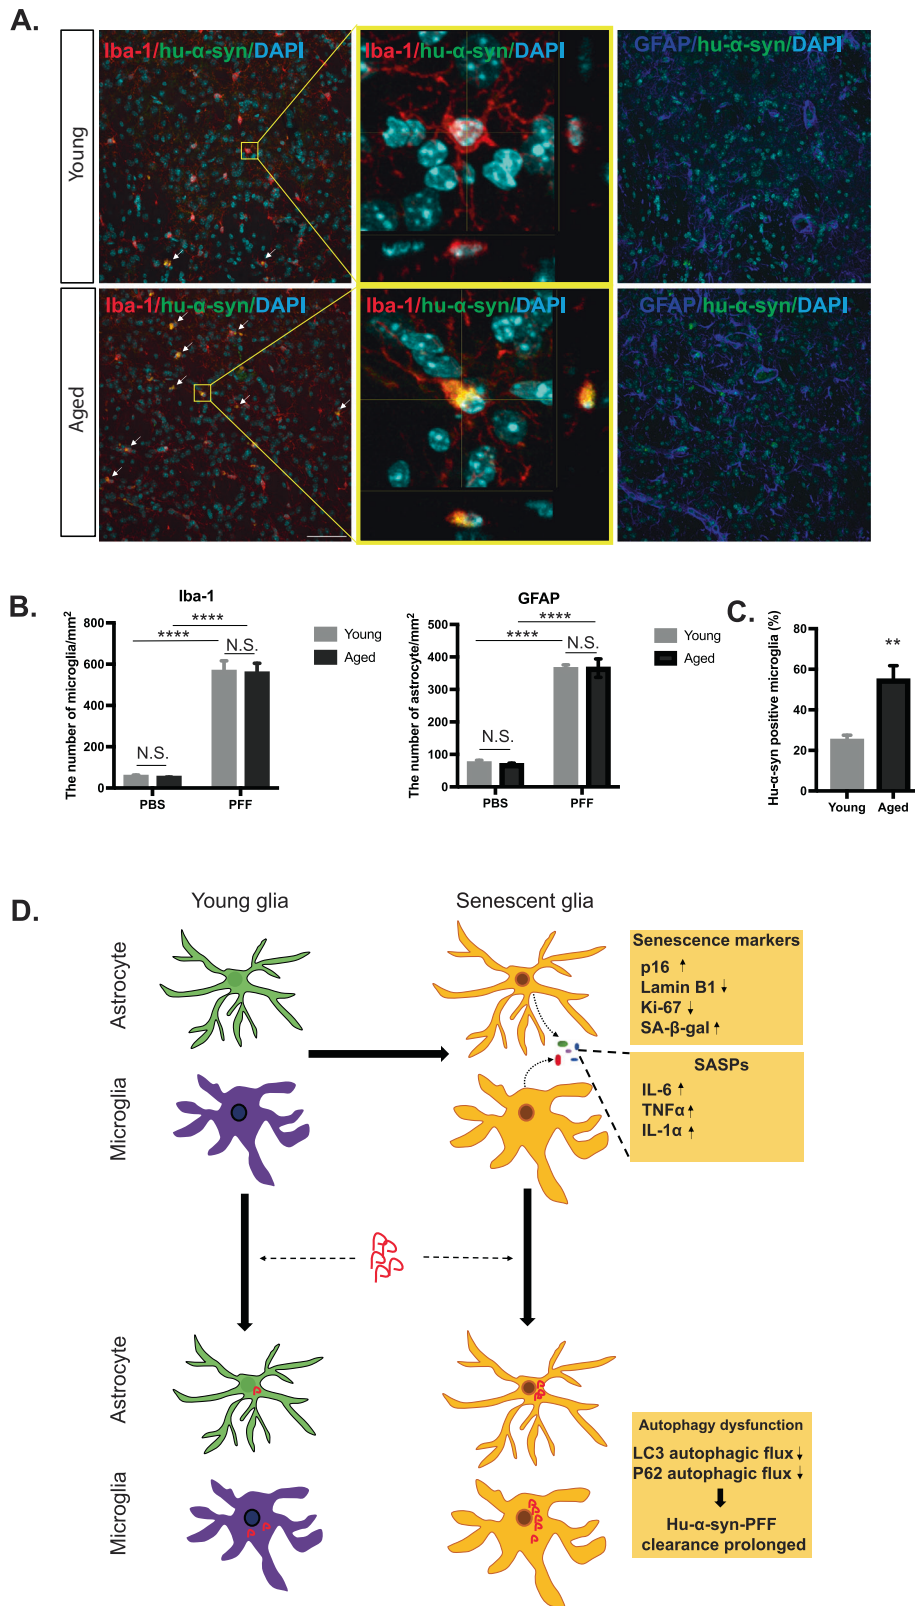 A.
Young
Iba-1/hu-α-syn/DAPI
Iba-1/hu-α-syn/DAPI
GFAP/hu-α-syn/DAPI
Aged
Iba-1/hu-α-syn/DAPI
Iba-1/hu-α-syn/DAPI
GFAP/hu-α-syn/DAPI
B.
Iba-1
The number of microglia/mm²
800
600
400
200
0
****
****
N.S.
N.S.
PBS
PFF
Young
Aged
GFAP
The number of astrocyte/mm²
500
400
300
200
100
0
****
****
N.S.
N.S.
PBS
PFF
Young
Aged
C.
Hu-α-syn positive microglia (%)
80
60
40
20
0
**
Young
Aged
D.
Young glia
Senescent glia
Astrocyte
Microglia
Senescence markers
p16 ↑
Lamin B1 ↓
Ki-67 ↓
SA-β-gal ↑
SASPs
IL-6 ↑
TNFα ↑
IL-1α ↑
Astrocyte
Microglia
Autophagy dysfunction
LC3 autophagic flux ↓
P62 autophagic flux ↓
Hu-α-syn-PFF
clearance prolonged